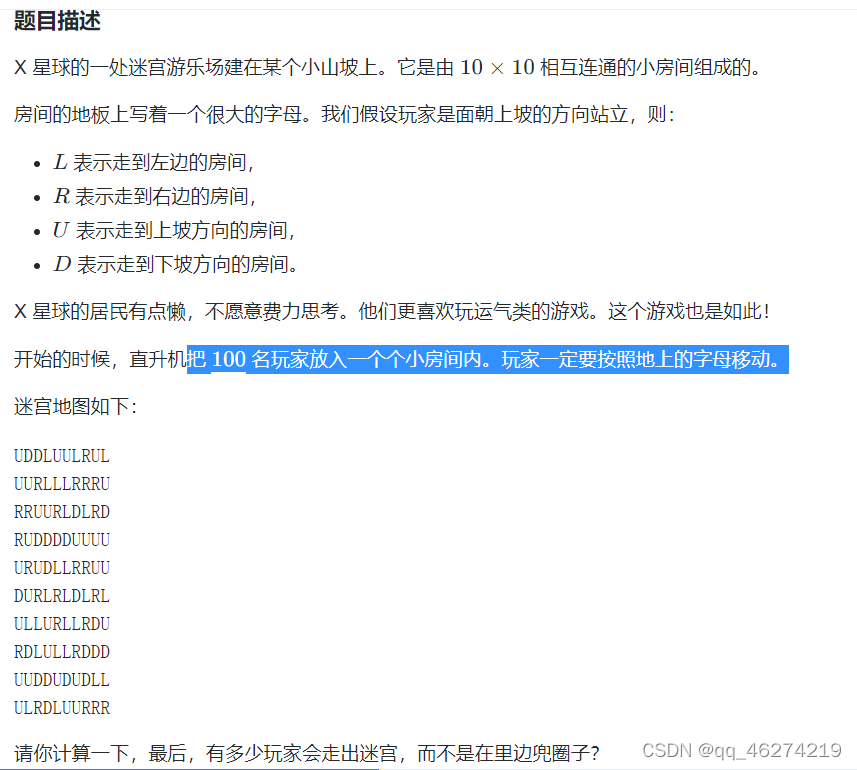 题目描述
X 星球的一处迷宫游乐场建在某个小山坡上。它是由 10 × 10 相互连通的小房间组成的。
房间的地板上写着一个很大的字母。我们假设玩家是面朝上坡的方向站立，则：
• L 表示走到左边的房间，
• R 表示走到右边的房间，
• U 表示走到上坡方向的房间，
• D 表示走到下坡方向的房间。
X 星球的居民有点懒，不愿意费力思考。他们更喜欢玩运气类的游戏。这个游戏也是如此！
开始的时候，直升机把 100 名玩家放入一个个小房间内。玩家一定要按照地上的字母移动。
迷宫地图如下：
UDDLUULRUL
UURLLLRRRU
RRUURLDLRD
RUDDDDUUUU
URUDLLRRUU
DURLRLDLRL
ULLURLLRDU
RDLULLRDDD
UUDDUDUDLL
ULRDLUURRR
请你计算一下，最后，有多少玩家会走出迷宫，而不是在里边兜圈子？
CSDN @qq_46274219